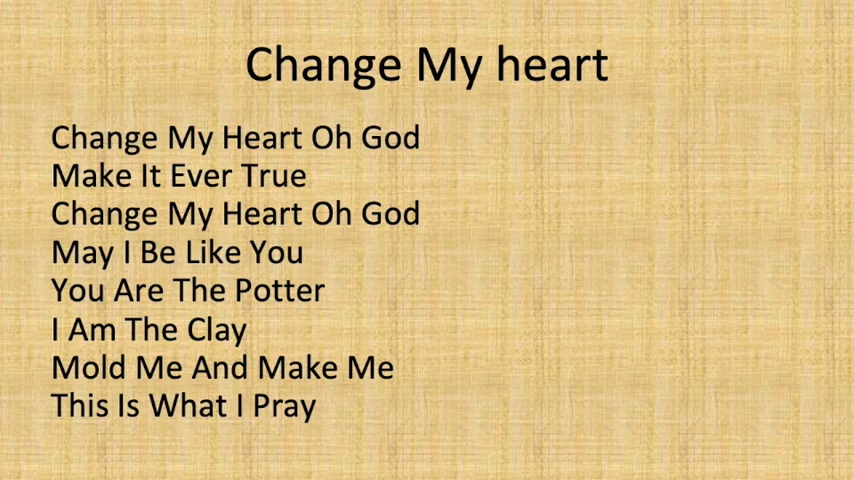 Change My heart
Change My Heart Oh God
Make It Ever True
Change My Heart Oh God
May I Be Like You
You Are The Potter
I Am The Clay
Mold Me And Make Me
This Is What I Pray